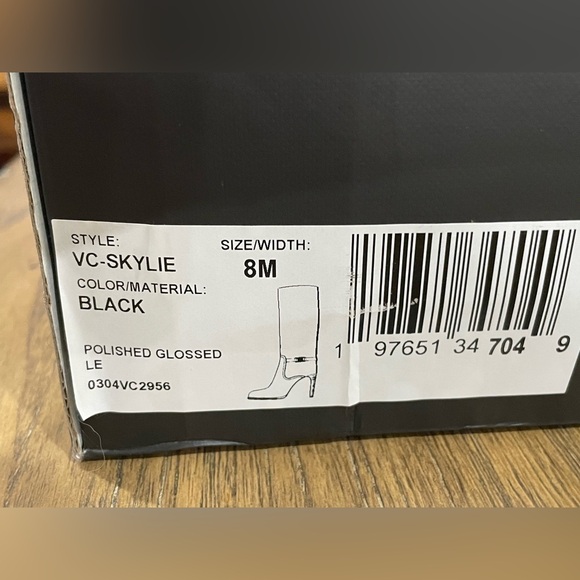 STYLE:
VC-SKYLIE
SIZE/WIDTH:
8M
COLOR/MATERIAL:
BLACK
POLISHED GLOSSED
LE
0304VC2956
1 97651 34 704 9